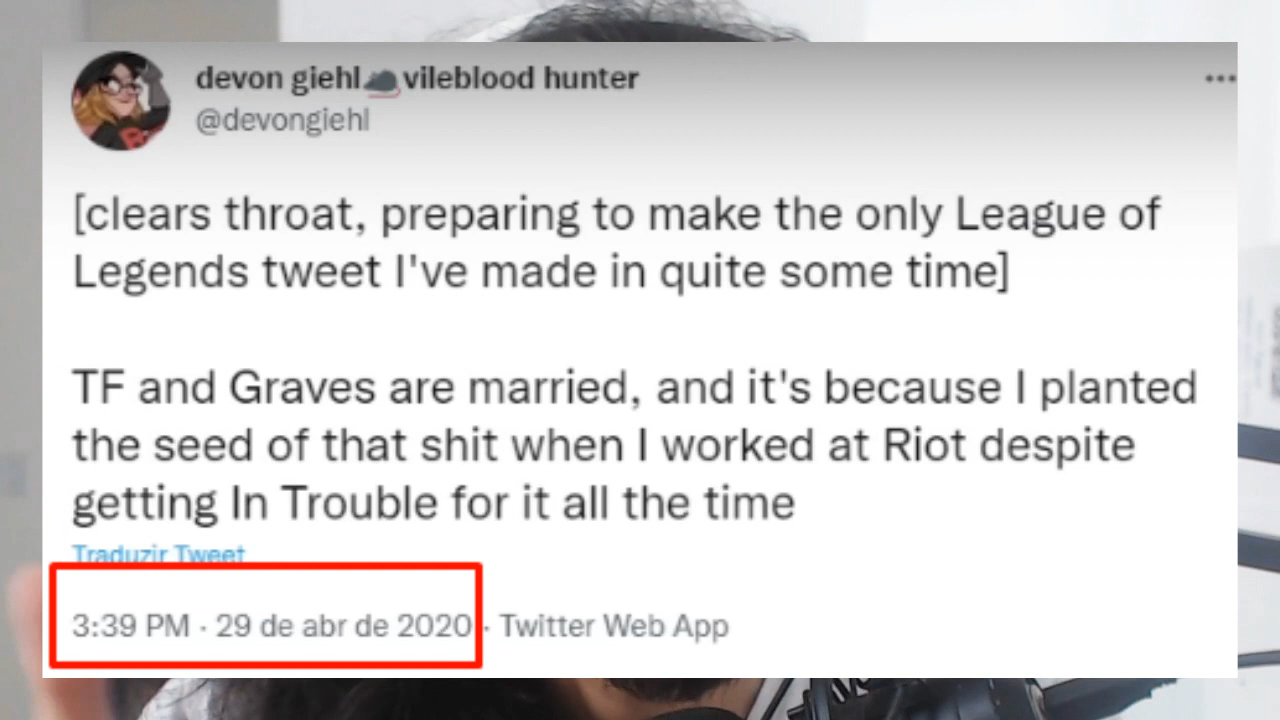 devon giehl vileblood hunter
@devongiehl
[clears throat, preparing to make the only League of
Legends tweet I've made in quite some time]
TF and Graves are married, and it's because I planted
the seed of that shit when I worked at Riot despite
getting In Trouble for it all the time
Traduzir Tweet
3:39 PM · 29 de abr de 2020 · Twitter Web App